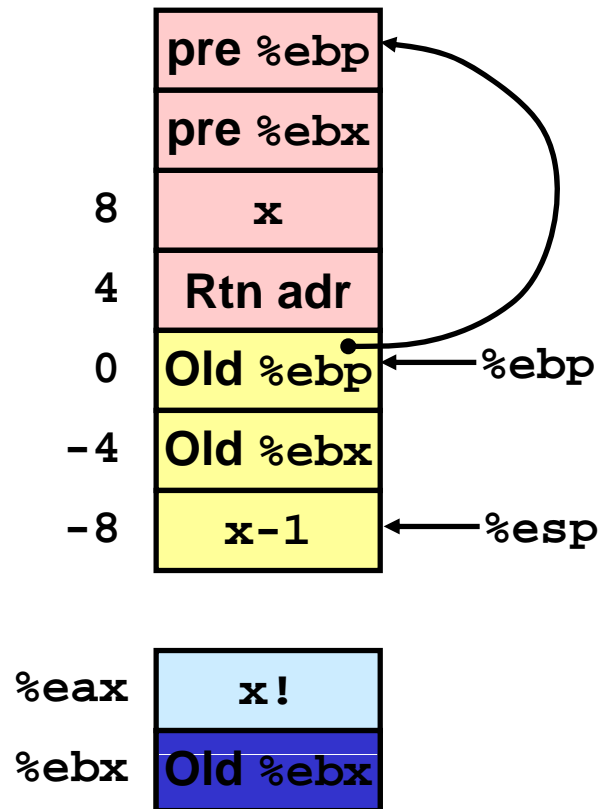 pre %ebp
pre %ebx
8 x
4 Rtn adr
0 Old %ebp %ebp
-4 Old %ebx
-8 x-1 %esp
%eax x!
%ebx Old %ebx